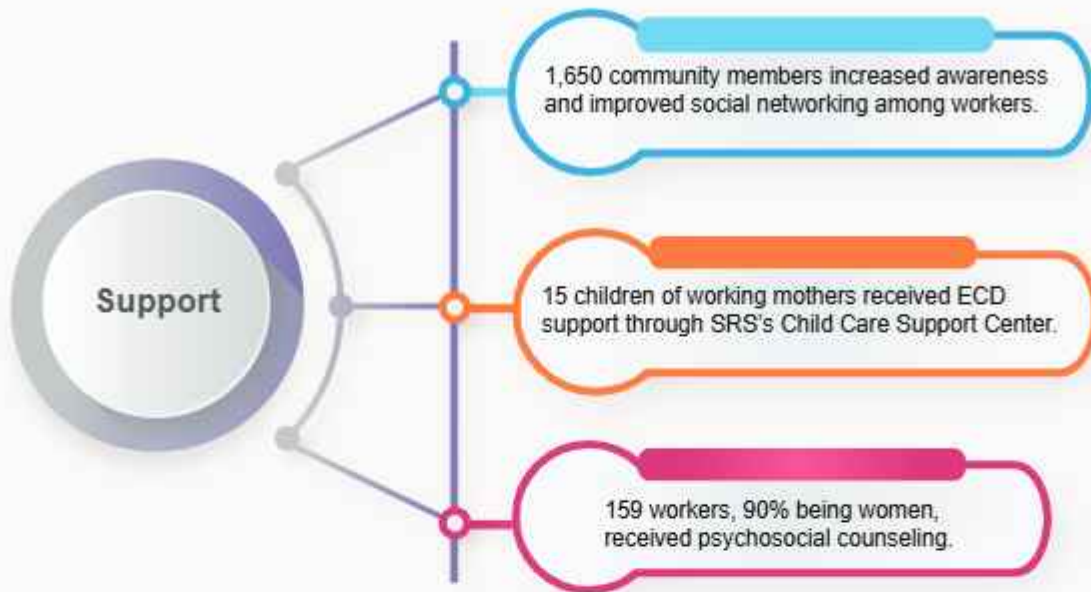 Support
1,650 community members increased awareness
and improved social networking among workers.
15 children of working mothers received ECD
support through SRS's Child Care Support Center.
159 workers, 90% being women,
received psychosocial counseling.